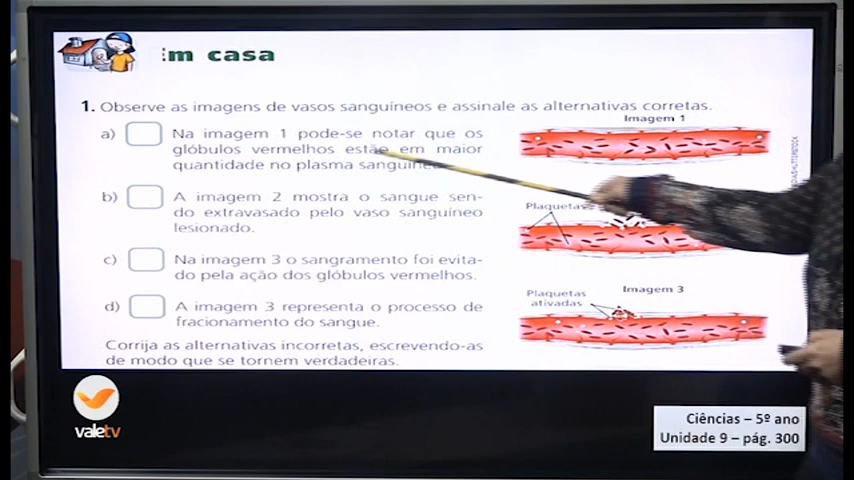 m casa
1. Observe as imagens de vasos sanguíneos e assinale as alternativas corretas.
a) Na imagem 1 pode-se notar que os
glóbulos vermelhos estão em maior
quantidade no plasma
b) A imagem 2 mostra o sangue sen-
do extravasado pelo vaso sanguíneo
lesionado.
c) Na imagem 3 o sangramento foi evita-
do pela ação dos glóbulos vermelhos.
d) A imagem 3 representa o processo de
fracionamento do sangue.
Corrija as alternativas incorretas, escrevendo-as
de modo que se tornem verdadeiras.
Imagem 1
Plaquetas
Imagem 3
Plaquetas
ativadas
valetv
Ciências – 5º ano
Unidade 9 – pág. 300